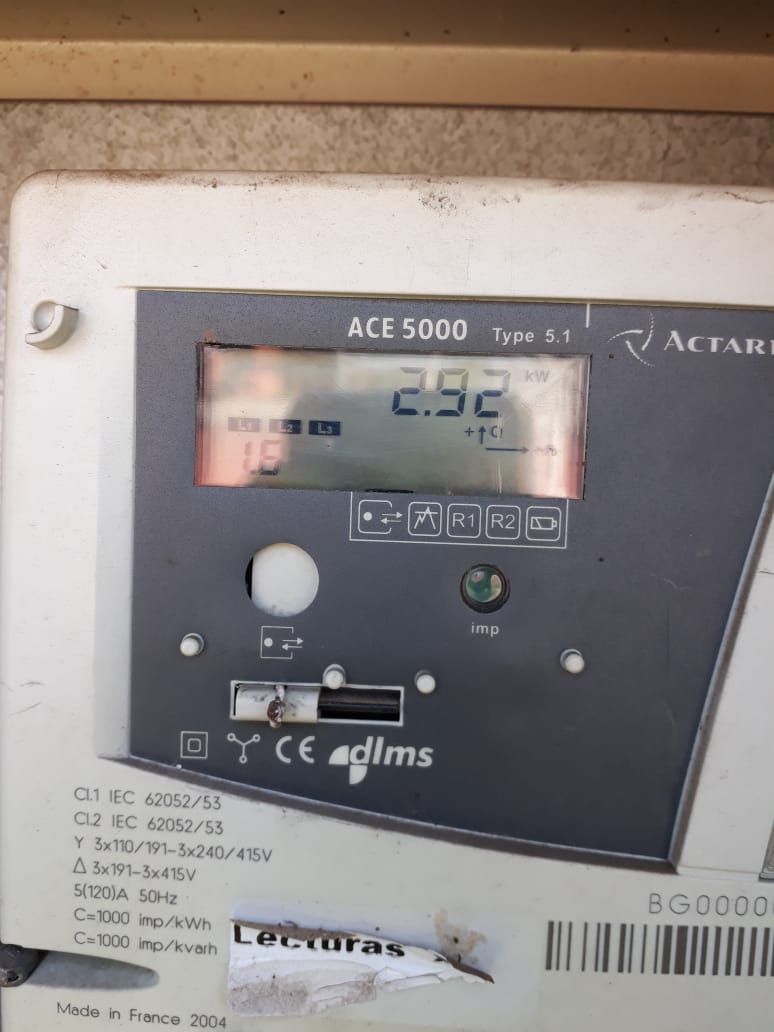 ACE 5000 Type 5.1 ACTARI
2.92 kW
L1 L2 L3
+ Q
1.6
R1 R2
imp
CE dlms
Cl.1 IEC 62052/53
Cl.2 IEC 62052/53
Y 3x110/191-3x240/415V
Δ 3x191-3x415V
5(120)A 50Hz
C=1000 imp/kWh
C=1000 imp/kvarh
BG0000
Lecturas
Made in France 2004